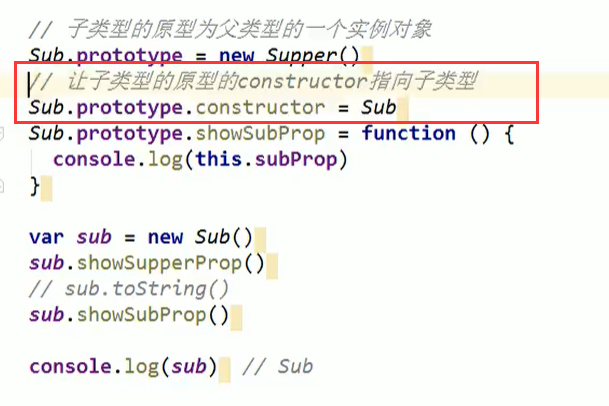 // 子类型的原型为父类型的一个实例对象
Sub.prototype = new Supper()
// 让子类型的原型的constructor指向子类型
Sub.prototype.constructor = Sub
Sub.prototype.showSubProp = function () {
console.log(this.subProp)
}
var sub = new Sub()
sub.showSupperProp()
// sub.toString()
sub.showSubProp()
console.log(sub) // Sub